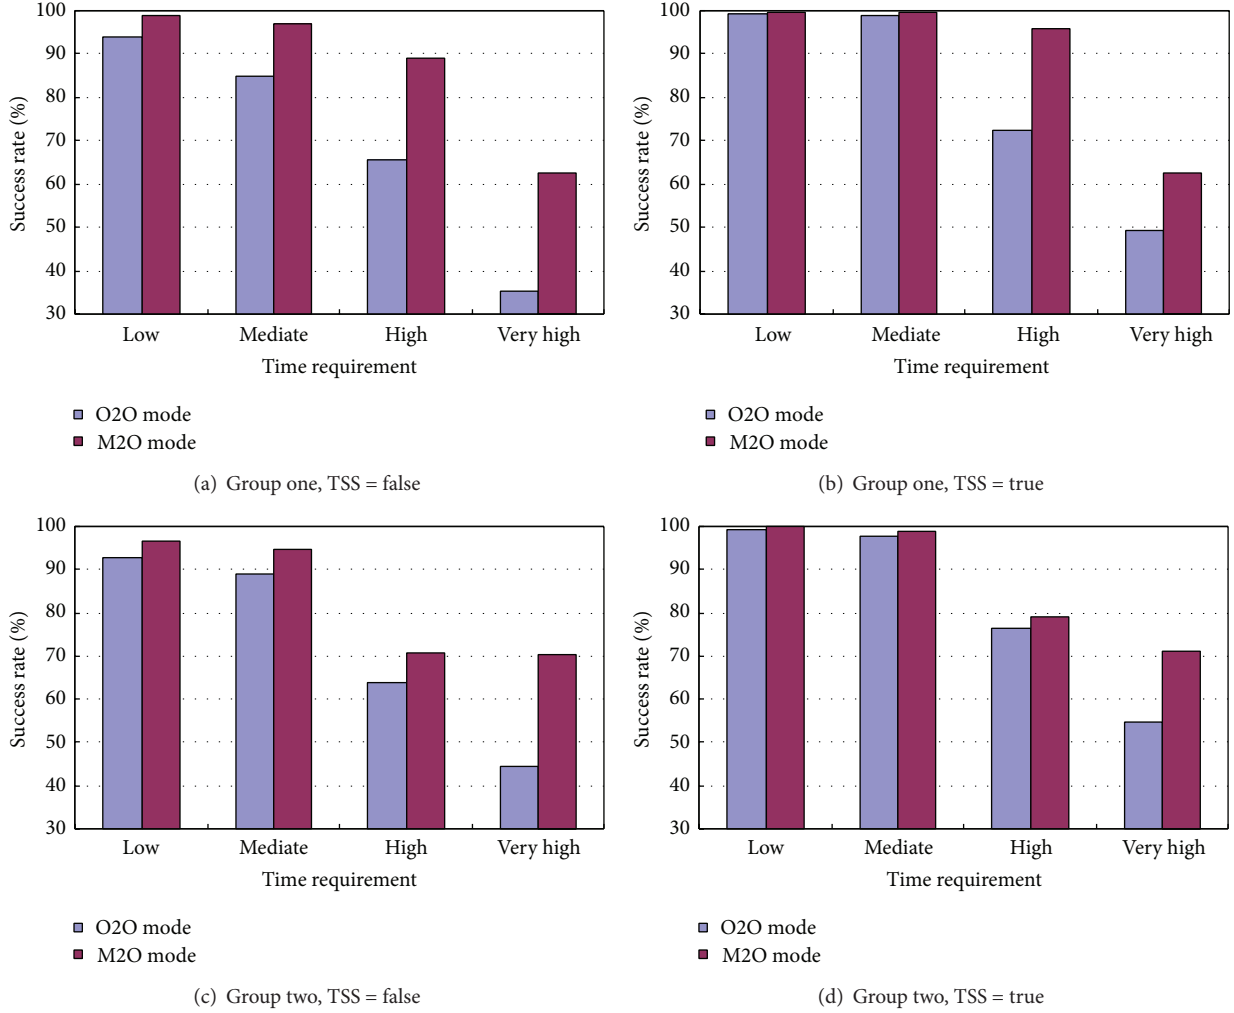 100
90
80
70
60
50
40
30
Success rate (%)
Low Mediate High Very high
Time requirement
O2O mode
M2O mode
(a) Group one, TSS = false
100
90
80
70
60
50
40
30
Success rate (%)
Low Mediate High Very high
Time requirement
O2O mode
M2O mode
(b) Group one, TSS = true
100
90
80
70
60
50
40
30
Success rate (%)
Low Mediate High Very high
Time requirement
O2O mode
M2O mode
(c) Group two, TSS = false
100
90
80
70
60
50
40
30
Success rate (%)
Low Mediate High Very high
Time requirement
O2O mode
M2O mode
(d) Group two, TSS = true